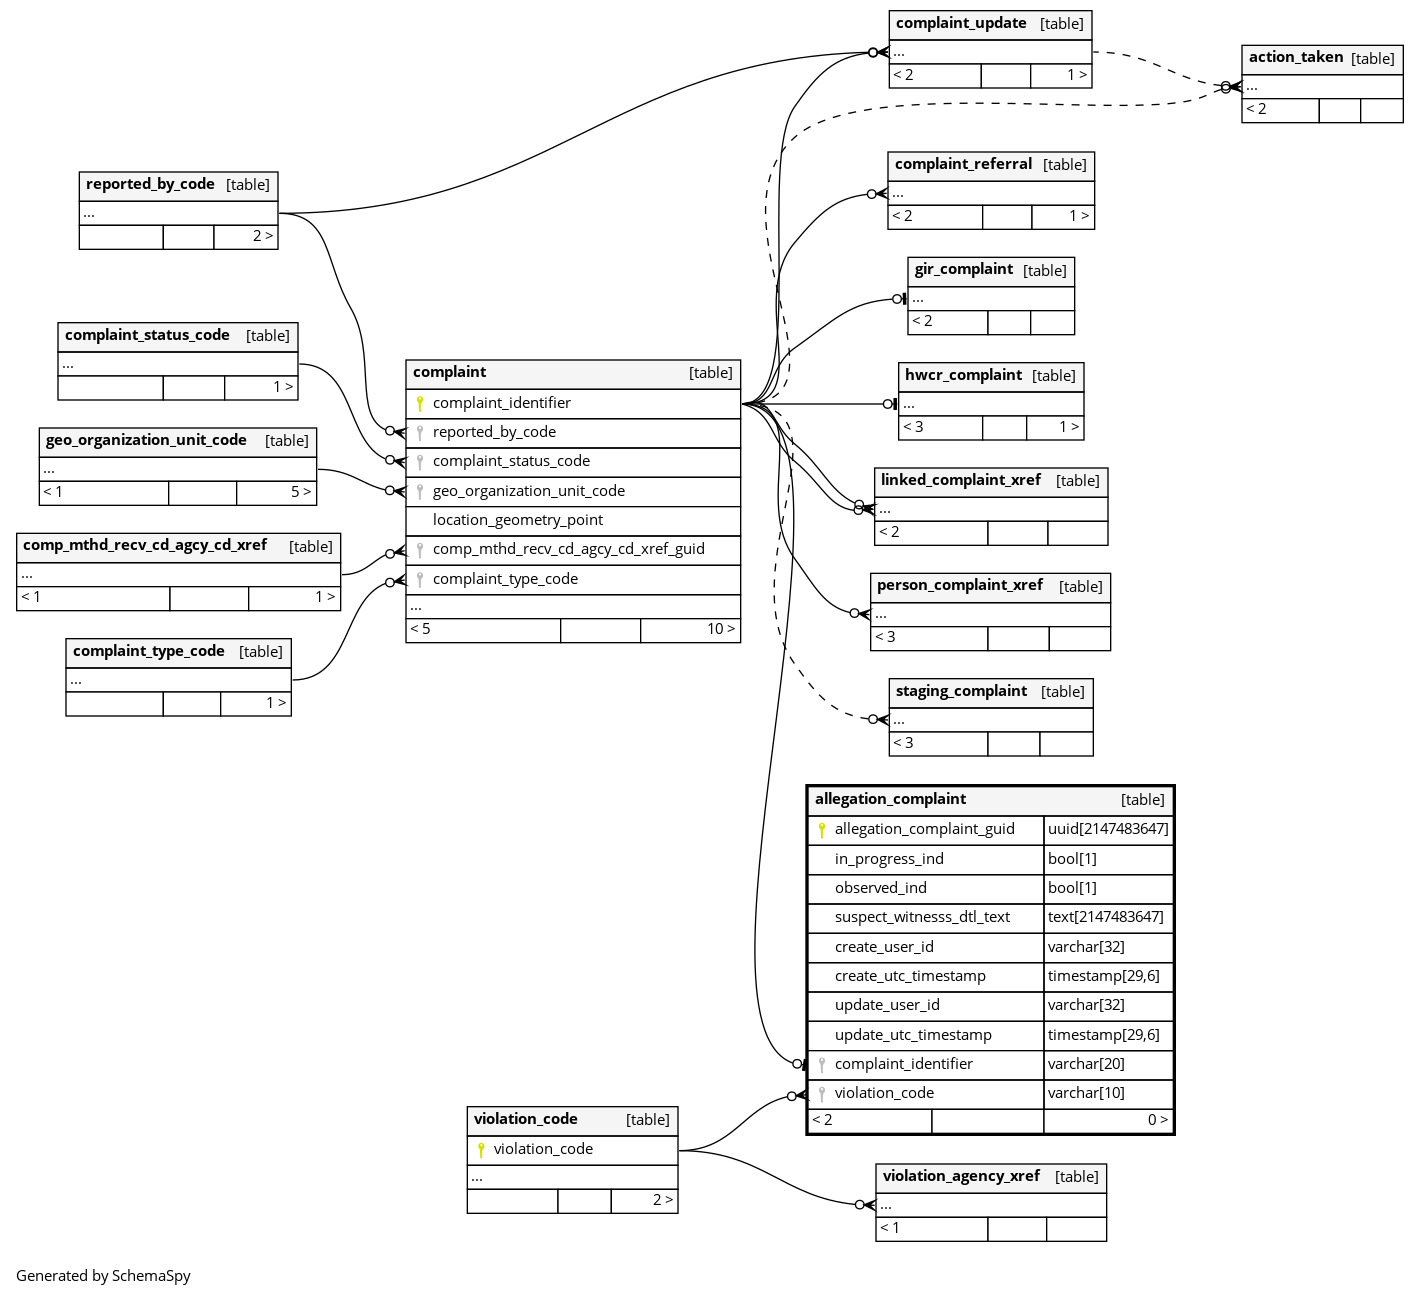 complaint_update [table]
...
< 2 1 >
action_taken [table]
...
< 2
complaint_referral [table]
...
< 2 1 >
reported_by_code [table]
...
2 >
gir_complaint [table]
...
< 2
complaint_status_code [table]
...
1 >
complaint [table]
complaint_identifier
reported_by_code
complaint_status_code
geo_organization_unit_code
location_geometry_point
comp_mthd_recv_cd_agcy_cd_xref_guid
complaint_type_code
...
< 5 10 >
hwcr_complaint [table]
...
< 3 1 >
geo_organization_unit_code [table]
...
< 1 5 >
linked_complaint_xref [table]
...
< 2
comp_mthd_recv_cd_agcy_cd_xref [table]
...
< 1 1 >
person_complaint_xref [table]
...
< 3
complaint_type_code [table]
...
1 >
staging_complaint [table]
...
< 3
allegation_complaint [table]
allegation_complaint_guid uuid[2147483647]
in_progress_ind bool[1]
observed_ind bool[1]
suspect_witnesss_dtl_text text[2147483647]
create_user_id varchar[32]
create_utc_timestamp timestamp[29,6]
update_user_id varchar[32]
update_utc_timestamp timestamp[29,6]
complaint_identifier varchar[20]
violation_code varchar[10]
< 2 0 >
violation_code [table]
violation_code
...
2 >
violation_agency_xref [table]
...
< 1
Generated by SchemaSpy